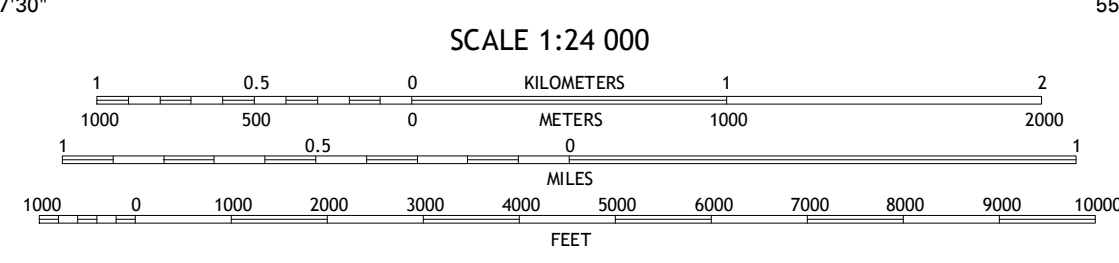 7'30" 55
SCALE 1:24 000
1 0.5 0 KILOMETERS 1 2
1000 500 0 METERS 1000 2000
1 0.5 0 1
MILES
1000 0 1000 2000 3000 4000 5000 6000 7000 8000 9000 10000
FEET